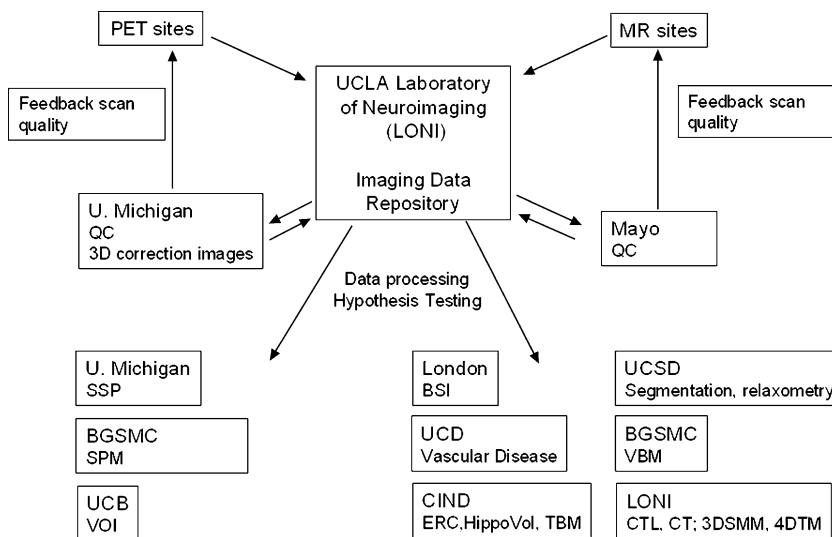 PET sites
MR sites
UCLA Laboratory
of Neuroimaging
(LONI)
Imaging Data
Repository
Feedback scan
quality
Feedback scan
quality
U. Michigan
QC
3D correction images
Mayo
QC
Data processing
Hypothesis Testing
U. Michigan
SSP
BGSMC
SPM
UCB
VOI
London
BSI
UCD
Vascular Disease
CIND
ERC,HippoVol, TBM
UCSD
Segmentation, relaxometry
BGSMC
VBM
LONI
CTL, CT; 3DSMM, 4DTM